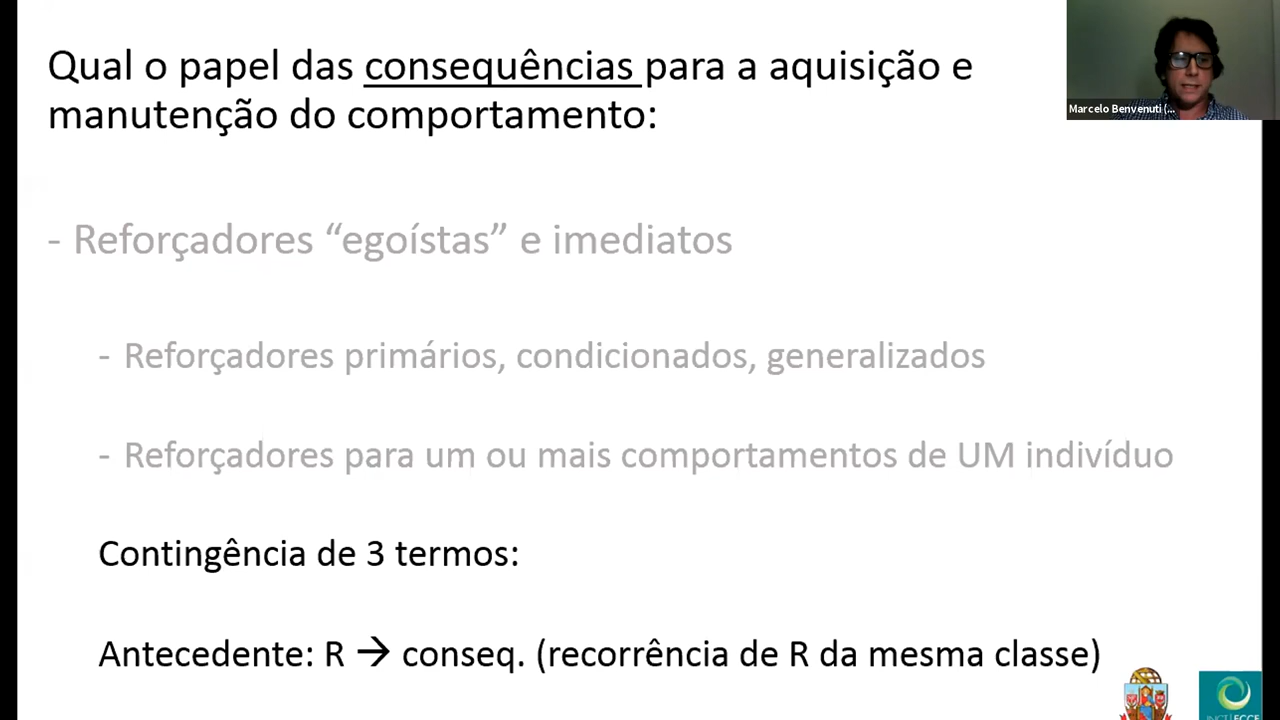 Qual o papel das consequências para a aquisição e
manutenção do comportamento:
Marcelo Benvenuti (...
- Reforçadores “egoístas” e imediatos
- Reforçadores primários, condicionados, generalizados
- Reforçadores para um ou mais comportamentos de UM indivíduo
Contingência de 3 termos:
Antecedente: R → conseq. (recorrência de R da mesma classe)